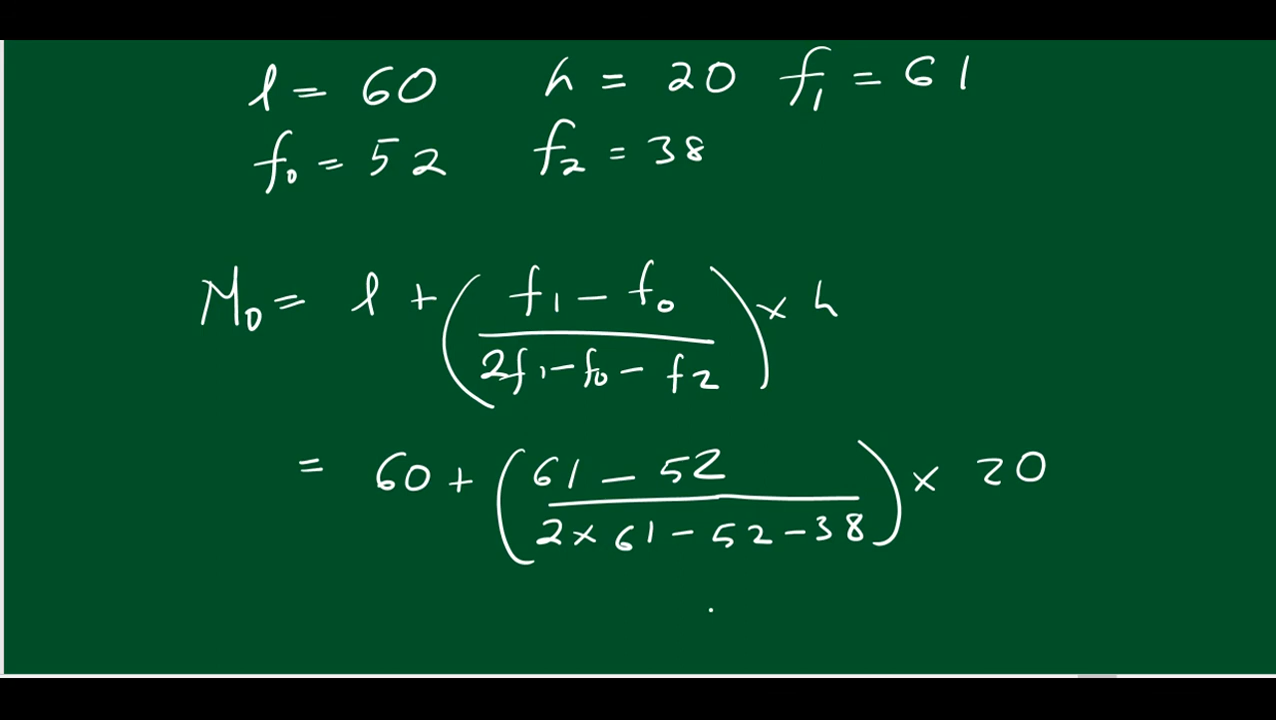 l = 60 h = 20 f₁ = 61
f₀ = 52 f₂ = 38
M₀ = l + ( f₁ - f₀ / 2f₁ - f₀ - f₂ ) × h
= 60 + ( 61 - 52 / 2 × 61 - 52 - 38 ) × 20